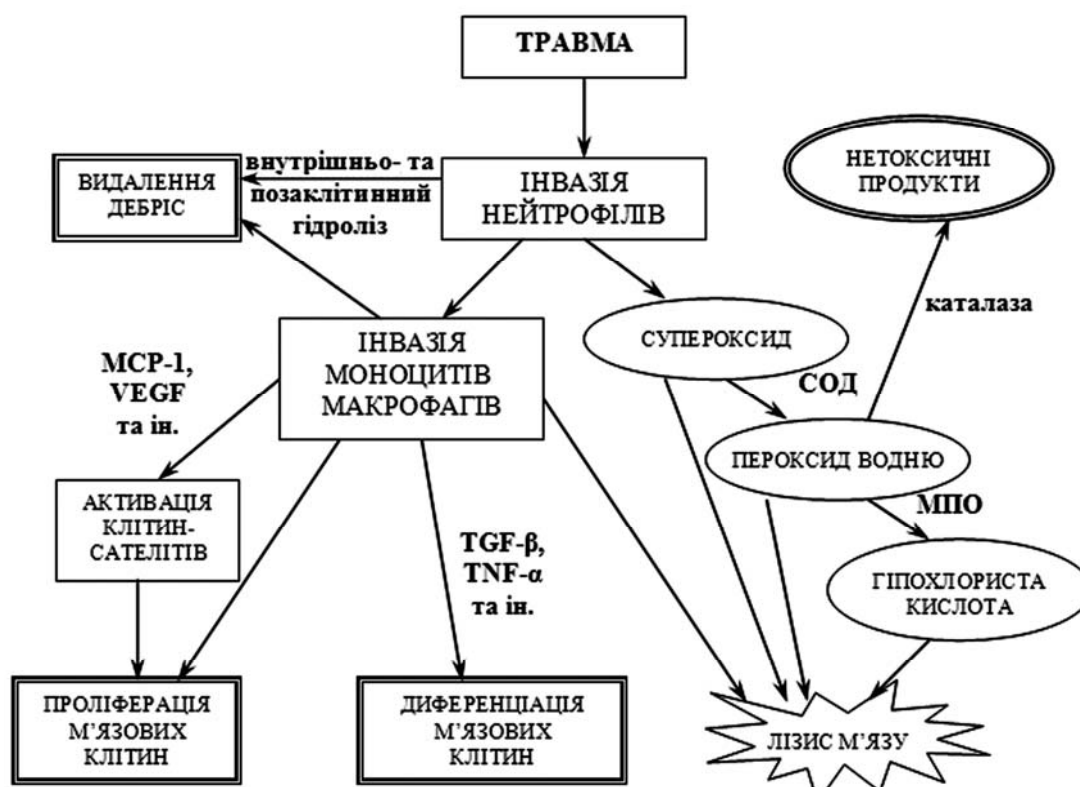 ТРАВМА
внутрішньо- та
позаклітинний
гідроліз
ВИДАЛЕННЯ
ДЕБРІС
ІНВАЗІЯ
НЕЙТРОФІЛІВ
НЕТОКСИЧНІ
ПРОДУКТИ
каталаза
СУПЕРОКСИД
СОД
ІНВАЗІЯ
МОНОЦИТІВ
МАКРОФАГІВ
MCP-1,
VEGF
та ін.
ПЕРОКСИД ВОДНЮ
МПО
АКТИВАЦІЯ
КЛІТИН-
САТЕЛІТІВ
TGF-β,
TNF-α
та ін.
ГІПОХЛОРИСТА
КИСЛОТА
ПРОЛІФЕРАЦІЯ
М’ЯЗОВИХ
КЛІТИН
ДИФЕРЕНЦІАЦІЯ
М’ЯЗОВИХ
КЛІТИН
ЛІЗИС М’ЯЗУ